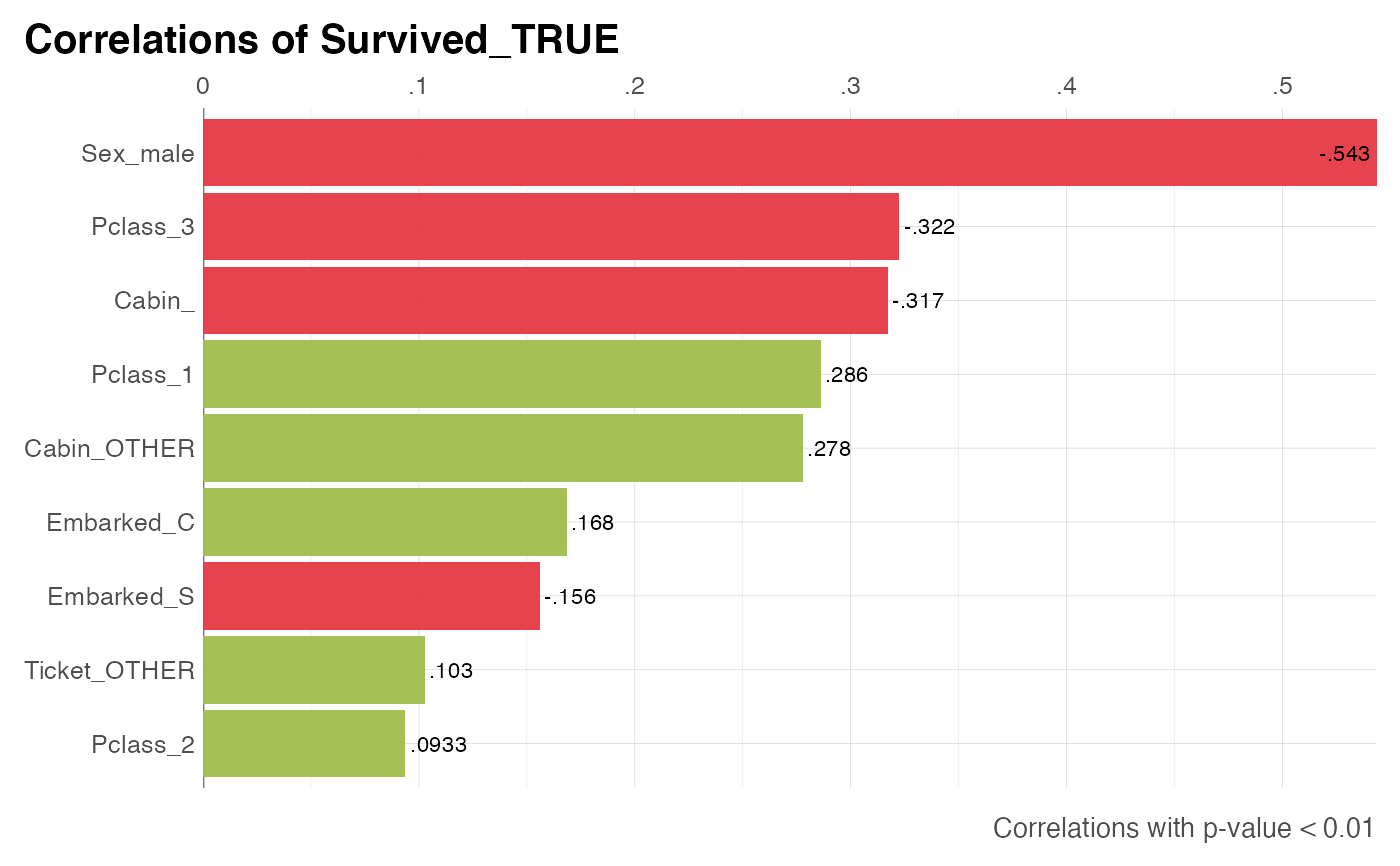 Correlations of Survived_TRUE
0 .1 .2 .3 .4 .5
Sex_male -.543
Pclass_3 -.322
Cabin_ -.317
Pclass_1 .286
Cabin_OTHER .278
Embarked_C .168
Embarked_S -.156
Ticket_OTHER .103
Pclass_2 .0933
Correlations with p-value < 0.01